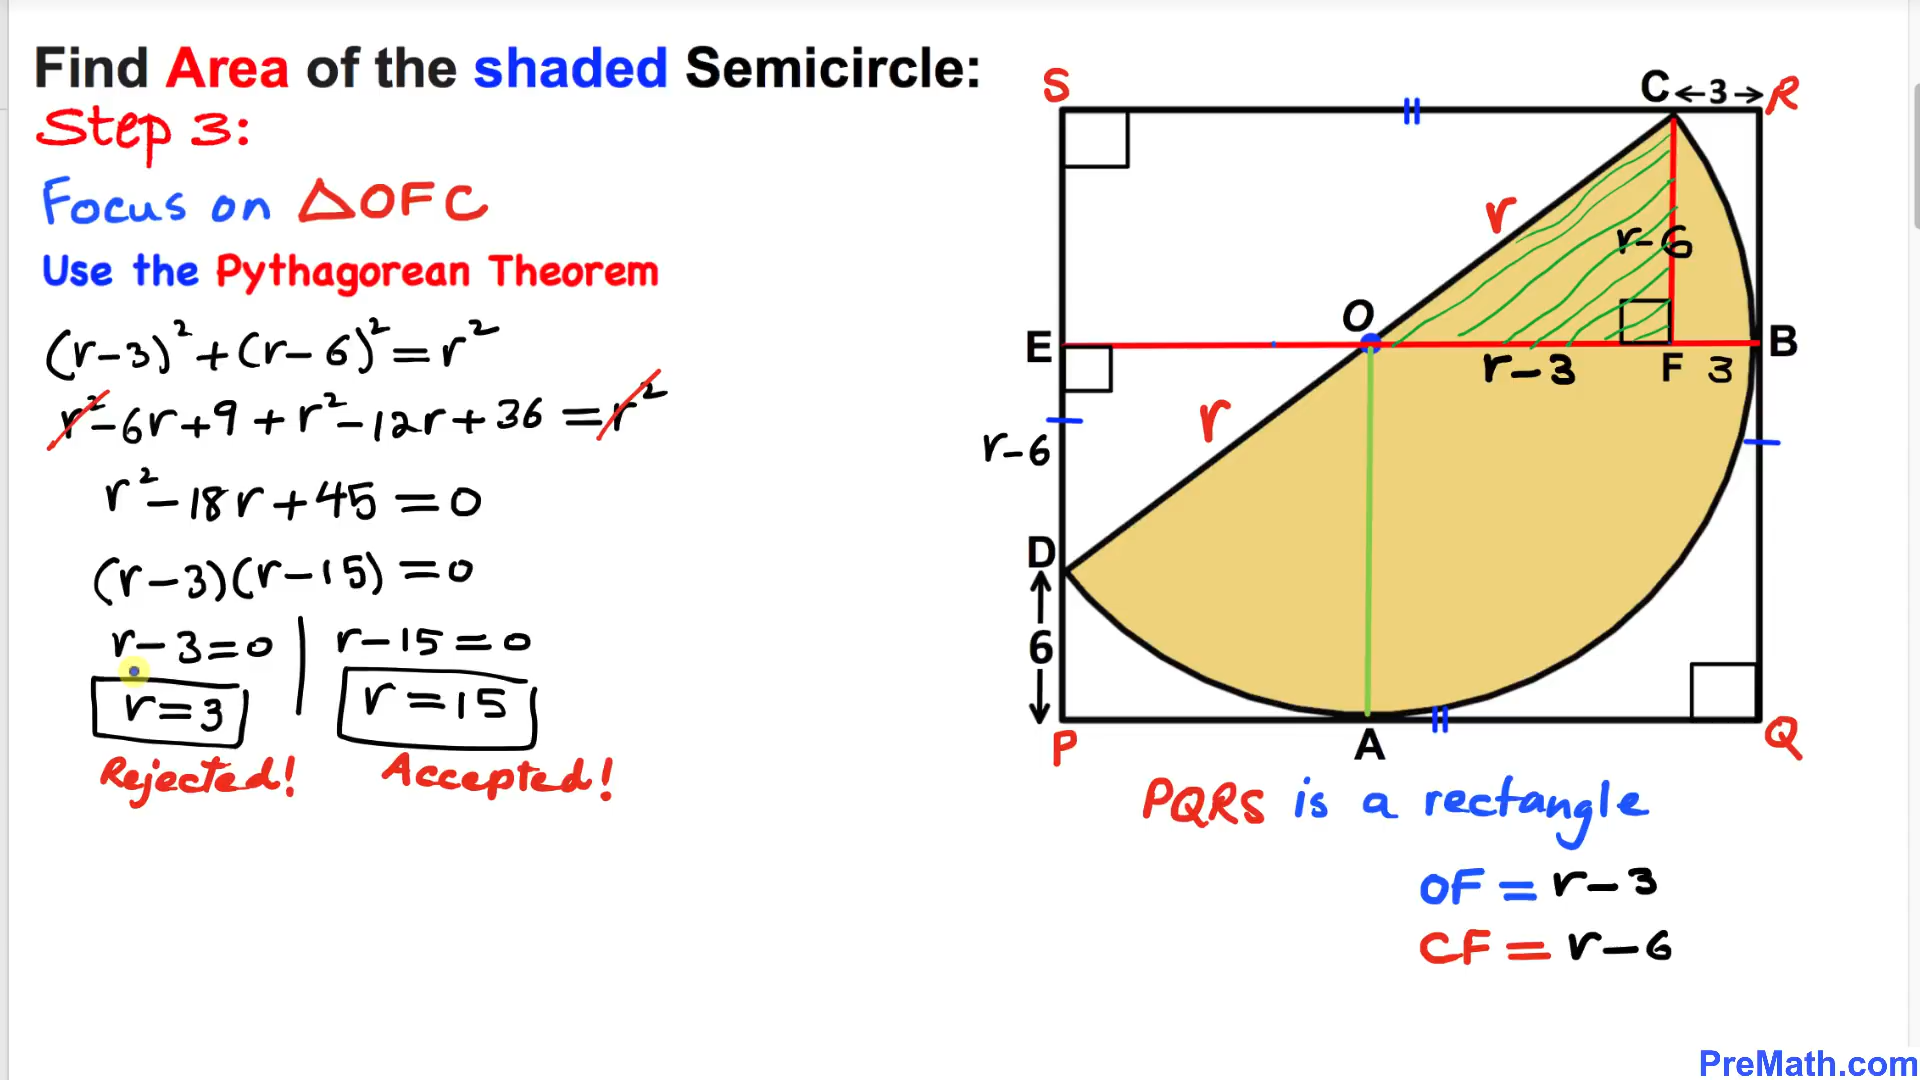 Find Area of the shaded Semicircle:
Step 3:
Focus on △OFC
Use the Pythagorean Theorem
(r-3)²+(r-6)²=r²
r²-6r+9+r²-12r+36=r²
r²-18r+45=0
(r-3)(r-15)=0
r-3=0 | r-15=0
r=3 r=15
Rejected! Accepted!
S C ←3→ R
r
r-6
O
E B
r-3 F 3
r
r-6
D
6
P A Q
PQRS is a rectangle
OF = r-3
CF = r-6
PreMath.com